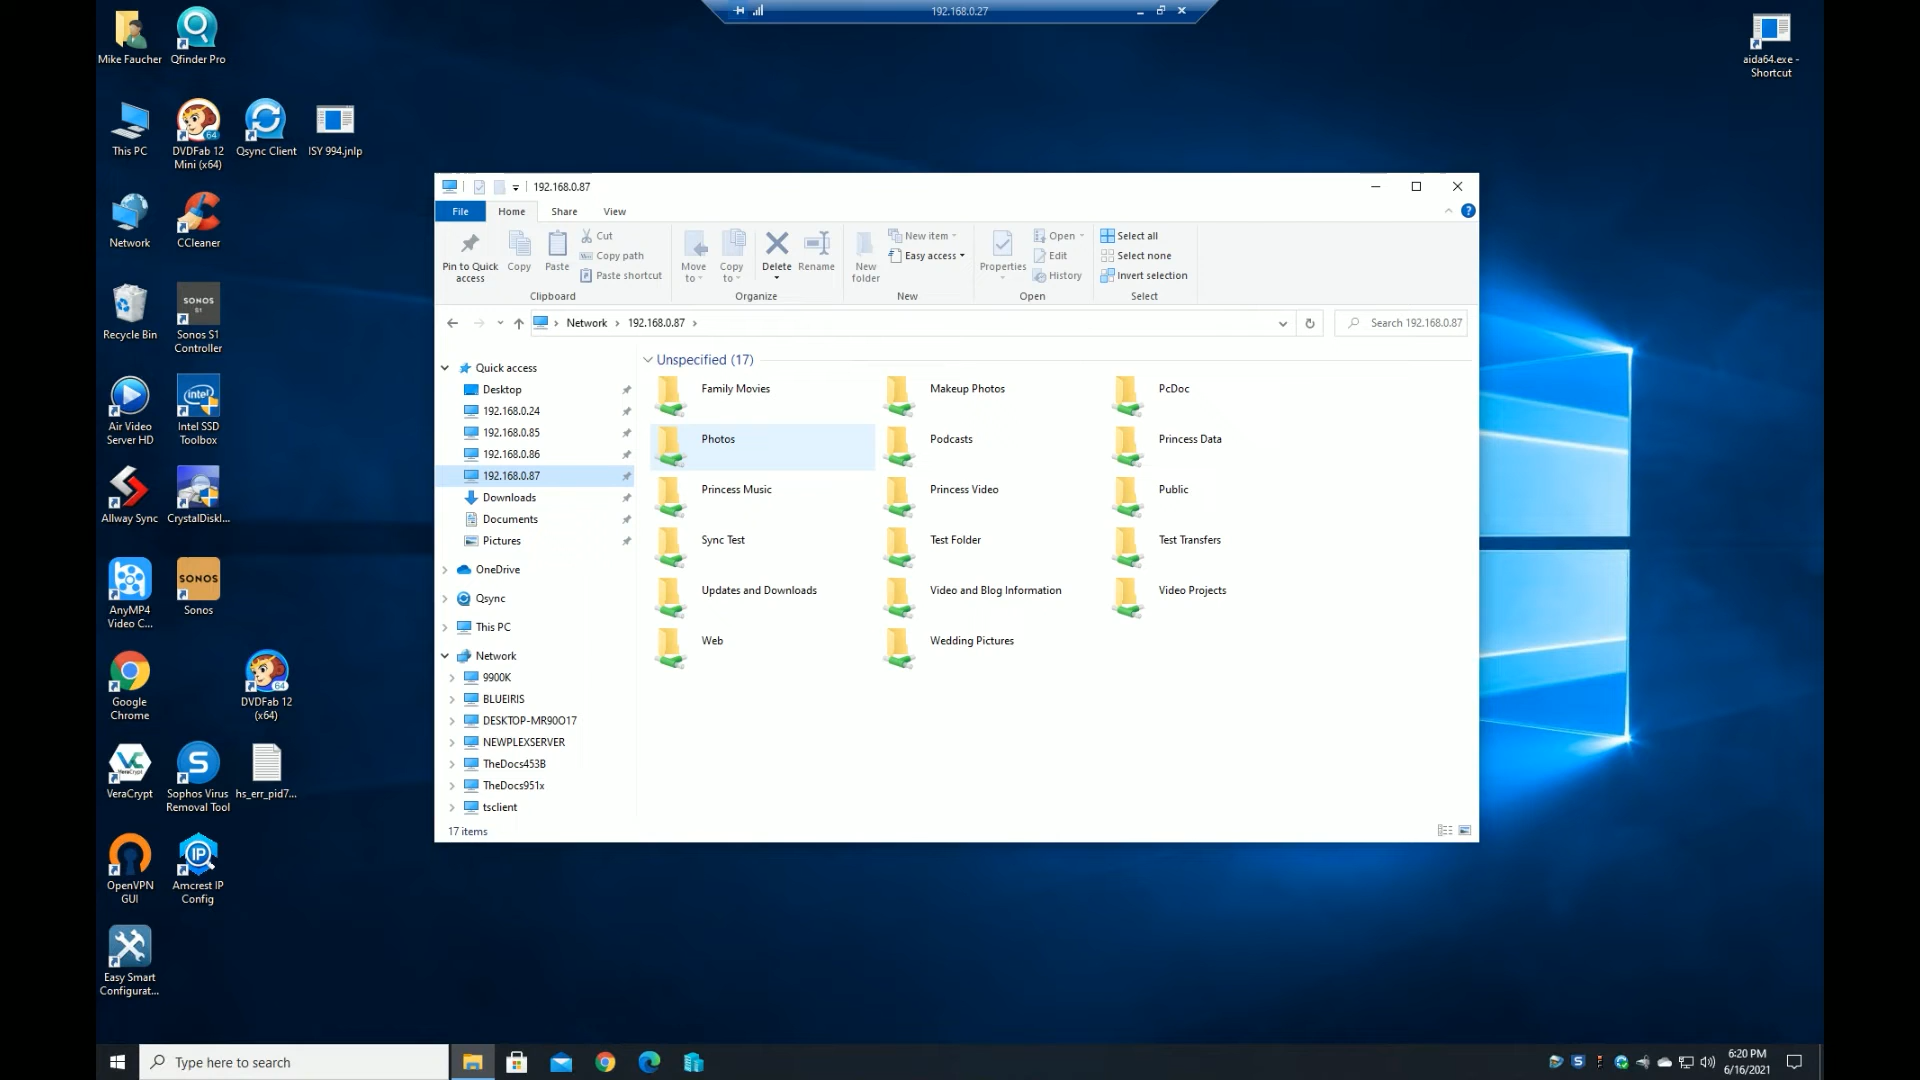 192.168.0.27
Mike Faucher
Qfinder Pro
aida64.exe -
Shortcut
This PC
DVDFab 12
Mini (x64)
Qsync Client
ISY 994.jnlp
Network
CCleaner
Recycle Bin
SONOS
S1
Sonos S1
Controller
Air Video
Server HD
intel
Intel SSD
Toolbox
Allway Sync
CrystalDiskI...
AnyMP4
Video C...
SONOS
Sonos
Google
Chrome
64
DVDFab 12
(x64)
VeraCrypt
Sophos Virus
Removal Tool
hs_err_pid7...
OpenVPN
GUI
IP
Amcrest IP
Config
Easy Smart
Configurat...
192.168.0.87
File
Home
Share
View
Pin to Quick
access
Copy
Paste
Cut
Copy path
Paste shortcut
Clipboard
Move
to
Copy
to
Delete
Rename
Organize
New
folder
New item
Easy access
New
Properties
Open
Edit
History
Open
Select all
Select none
Invert selection
Select
Network
192.168.0.87
Search 192.168.0.87
Quick access
Desktop
192.168.0.24
192.168.0.85
192.168.0.86
192.168.0.87
Downloads
Documents
Pictures
OneDrive
Qsync
This PC
Network
9900K
BLUEIRIS
DESKTOP-MR90O17
NEWPLEXSERVER
TheDocs453B
TheDocs951x
tsclient
Unspecified (17)
Family Movies
Makeup Photos
PcDoc
Photos
Podcasts
Princess Data
Princess Music
Princess Video
Public
Sync Test
Test Folder
Test Transfers
Updates and Downloads
Video and Blog Information
Video Projects
Web
Wedding Pictures
17 items
Type here to search
6:20 PM
6/16/2021